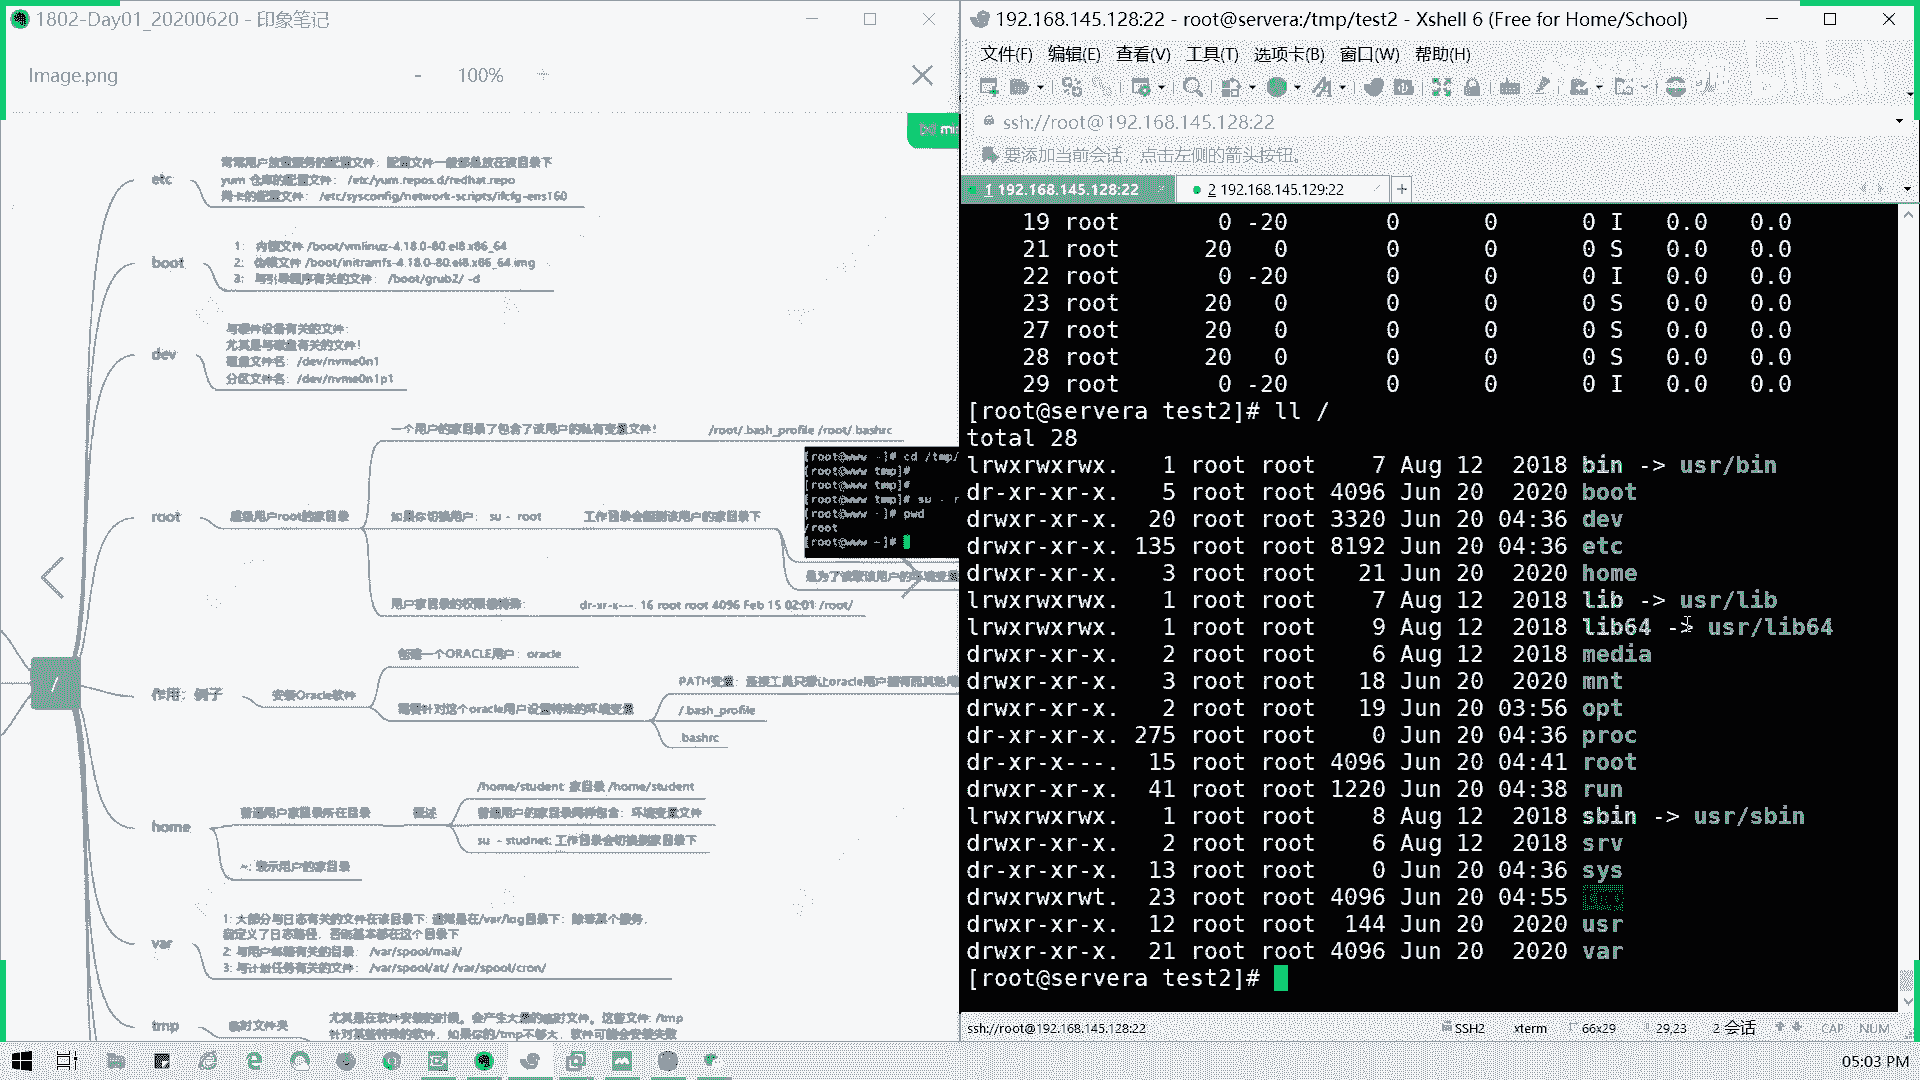 1802-Day01_20200620 - 印象笔记
Image.png
- 100% +
etc
常常用户放置服务的配置文件，配置文件一般都是放在该目录下
yum 仓库的配置文件： /etc/yum.repos.d/redhat.repo
网卡的配置文件： /etc/sysconfig/network-scripts/ifcfg-ens160
boot
1： 内核文件 /boot/vmlinuz-4.18.0-80.el8.x86_64
2： 伪根文件 /boot/initramfs-4.18.0-80.el8.x86_64.img
3： 与引导程序有关的文件： /boot/grub2/ -d
dev
与硬件设备有关的文件：
尤其是与磁盘有关的文件！
磁盘文件名：/dev/nvme0n1
分区文件名：/dev/nvme0n1p1
一个用户的家目录了包含了该用户的私有变量文件！ /root/.bash_profile /root/.bashrc
[root@www ~]# cd /tmp/
[root@www tmp]#
[root@www tmp]#
[root@www tmp]# su - r
[root@www ~]# pwd
/root
[root@www ~]#
root
超级用户root的家目录
如果你切换用户： su - root
工作目录会回到该用户的家目录下
是为了读取该用户的环境变量
用户家目录的权限很特殊： dr-xr-x---. 16 root root 4096 Feb 15 02:01 /root/
/
作用：例子
安装Oracle软件
创建一个ORACLE用户：oracle
需要针对这个oracle用户设置特殊的环境变量
PATH变量：
/.bash_profile
.bashrc
home
普通用户家目录所在目录
概述
/home/student 家目录 /home/student
普通用户的家目录同样包含：环境变量文件
su - studnet: 工作目录会切换到家目录下
~: 表示用户的家目录
var
1: 大部分与日志有关的文件在该目录下: 通常是在/var/log目录下：除非某个服务，
自定义了日志路径，否则基本都在这个目录下
2: 与用户邮箱有关的目录： /var/spool/mail/
3: 与计划任务有关的文件： /var/spool/at/ /var/spool/cron/
tmp
临时文件夹
尤其是在软件安装的时候。会产生大量的临时文件。这些文件: /tmp
针对某些特殊的软件，如果你的/tmp不够大，软件可能会安装失败
192.168.145.128:22 - root@servera:/tmp/test2 - Xshell 6 (Free for Home/School)
文件(F) 编辑(E) 查看(V) 工具(T) 选项卡(B) 窗口(W) 帮助(H)
ssh://root@192.168.145.128:22
要添加当前会话，点击左侧的箭头按钮。
1 192.168.145.128:22 2 192.168.145.129:22 +
19 root 0 -20 0 0 0 I 0.0 0.0
21 root 20 0 0 0 0 S 0.0 0.0
22 root 0 -20 0 0 0 I 0.0 0.0
23 root 20 0 0 0 0 S 0.0 0.0
27 root 20 0 0 0 0 S 0.0 0.0
28 root 20 0 0 0 0 S 0.0 0.0
29 root 0 -20 0 0 0 I 0.0 0.0
[root@servera test2]# ll /
total 28
lrwxrwxrwx. 1 root root 7 Aug 12 2018 bin -> usr/bin
dr-xr-xr-x. 5 root root 4096 Jun 20 2020 boot
drwxr-xr-x. 20 root root 3320 Jun 20 04:36 dev
drwxr-xr-x. 135 root root 8192 Jun 20 04:36 etc
drwxr-xr-x. 3 root root 21 Jun 20 2020 home
lrwxrwxrwx. 1 root root 7 Aug 12 2018 lib -> usr/lib
lrwxrwxrwx. 1 root root 9 Aug 12 2018 lib64 -> usr/lib64
drwxr-xr-x. 2 root root 6 Aug 12 2018 media
drwxr-xr-x. 3 root root 18 Jun 20 2020 mnt
drwxr-xr-x. 2 root root 19 Jun 20 03:56 opt
dr-xr-xr-x. 275 root root 0 Jun 20 04:36 proc
dr-xr-x---. 15 root root 4096 Jun 20 04:41 root
drwxr-xr-x. 41 root root 1220 Jun 20 04:38 run
lrwxrwxrwx. 1 root root 8 Aug 12 2018 sbin -> usr/sbin
drwxr-xr-x. 2 root root 6 Aug 12 2018 srv
dr-xr-xr-x. 13 root root 0 Jun 20 04:36 sys
drwxrwxrwt. 23 root root 4096 Jun 20 04:55 tmp
drwxr-xr-x. 12 root root 144 Jun 20 2020 usr
drwxr-xr-x. 21 root root 4096 Jun 20 2020 var
[root@servera test2]#
ssh://root@192.168.145.128:22 SSH2 xterm 66x29 29,23 2 会话 CAP NUM
05:03 PM